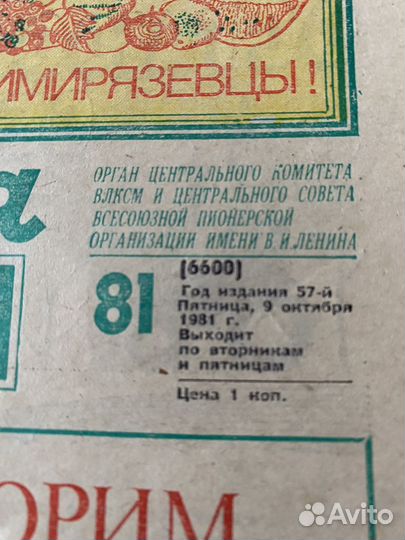 ИМИРЯЗЕВЦЫ!
ОРГАН ЦЕНТРАЛЬНОГО КОМИТЕТА
ВЛКСМ И ЦЕНТРАЛЬНОГО СОВЕТА
ВСЕСОЮЗНОЙ ПИОНЕРСКОЙ
ОРГАНИЗАЦИИ ИМЕНИ В.И.ЛЕНИНА
а
81
(6600)
Год издания 57-й
Пятница, 9 октября
1981 г.
Выходит
по вторникам
и пятницам
Цена 1 коп.
ОРИМ
Avito